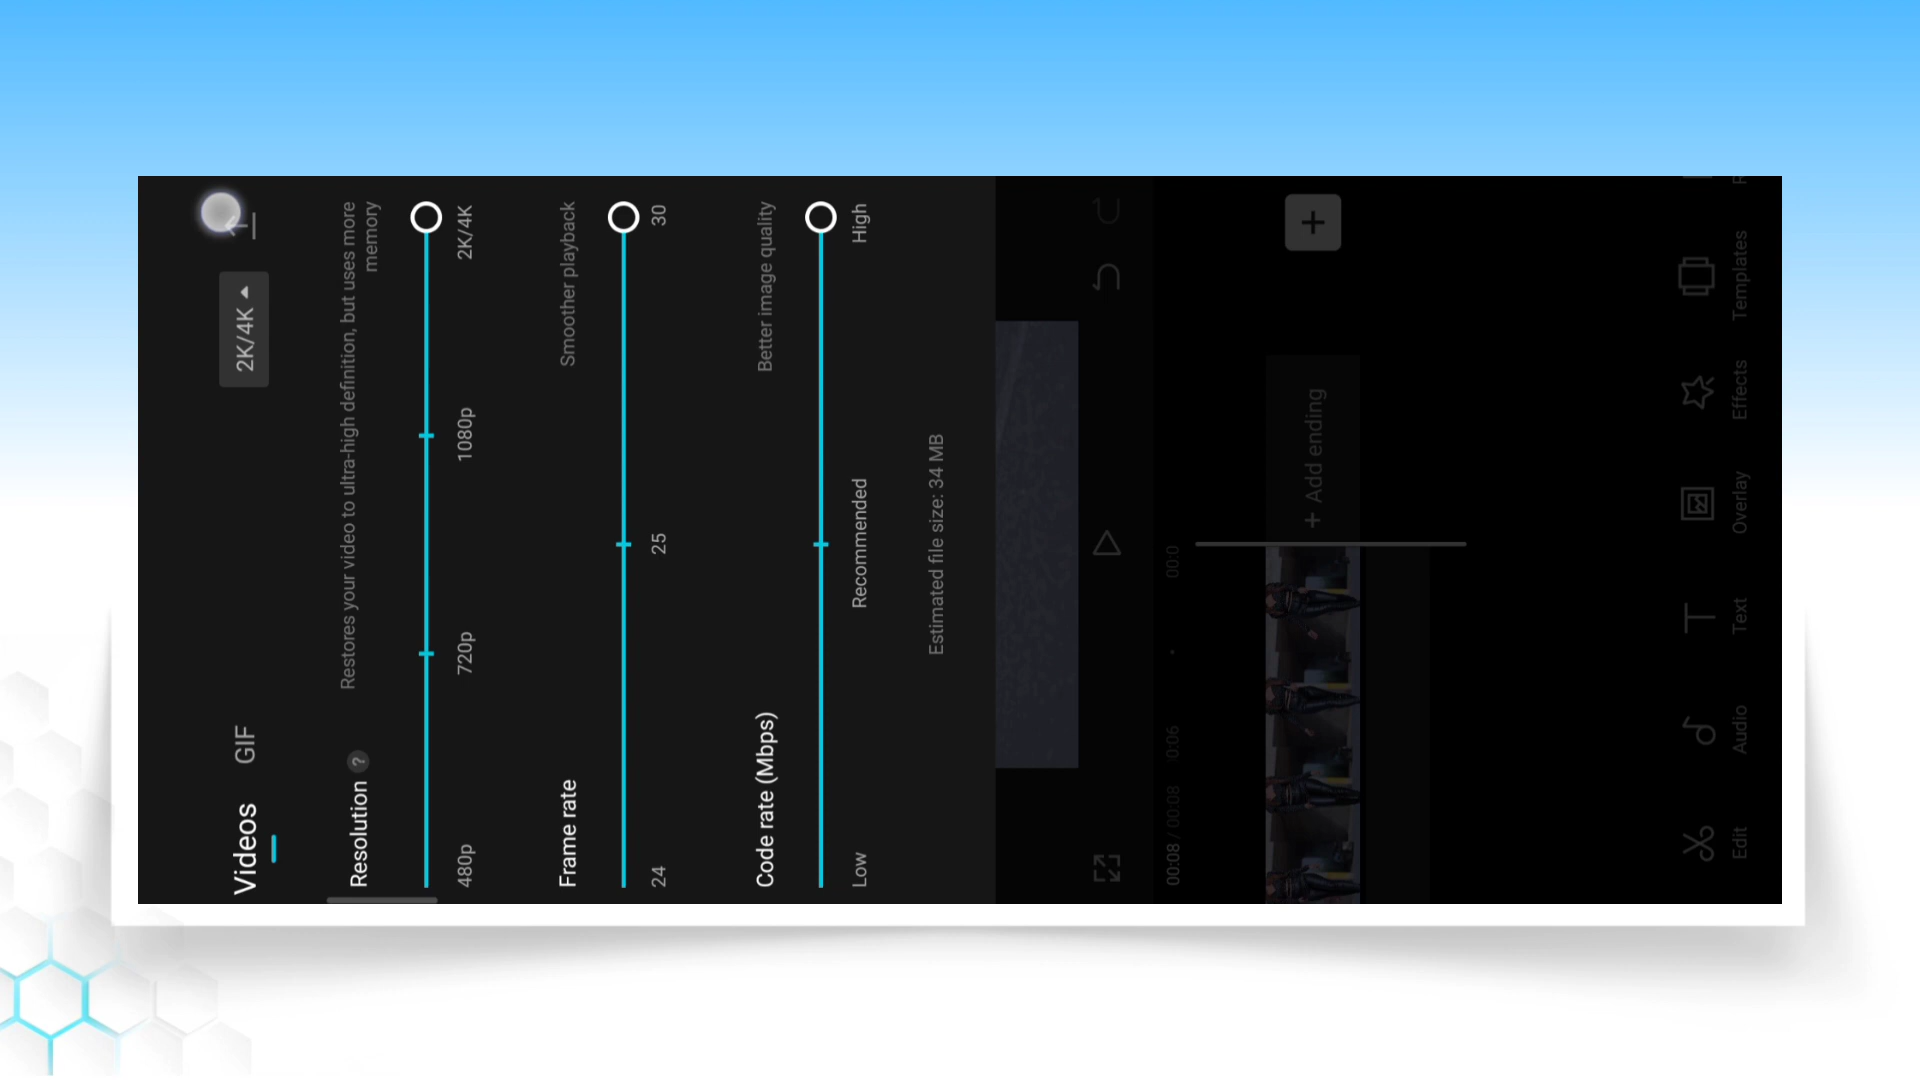 Videos
GIF
2K/4K
Resolution ?
Restores your video to ultra-high definition, but uses more
memory
480p
720p
1080p
2K/4K
Frame rate
Smoother playback
24
25
30
Code rate (Mbps)
Better image quality
Low
Recommended
High
Estimated file size: 34 MB
00:08 / 00:08
+ Add ending
Edit
Audio
Text
Overlay
Effects
Templates